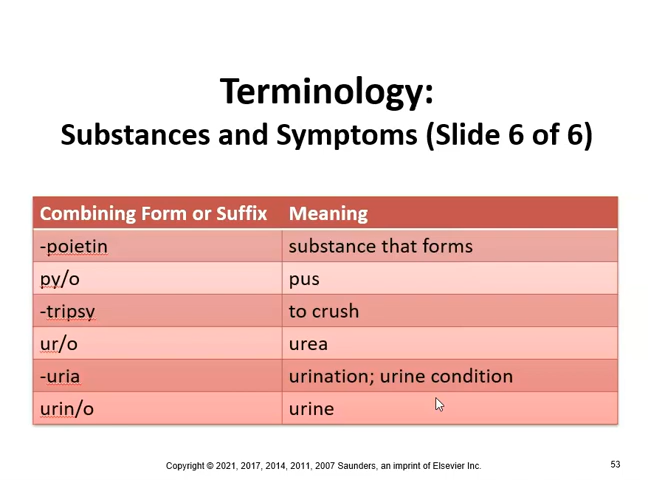 Terminology:
Substances and Symptoms (Slide 6 of 6)
Combining Form or Suffix Meaning
-poietin substance that forms
py/o pus
-tripsy to crush
ur/o urea
-uria urination; urine condition
urin/o urine
Copyright © 2021, 2017, 2014, 2011, 2007 Saunders, an imprint of Elsevier Inc. 53